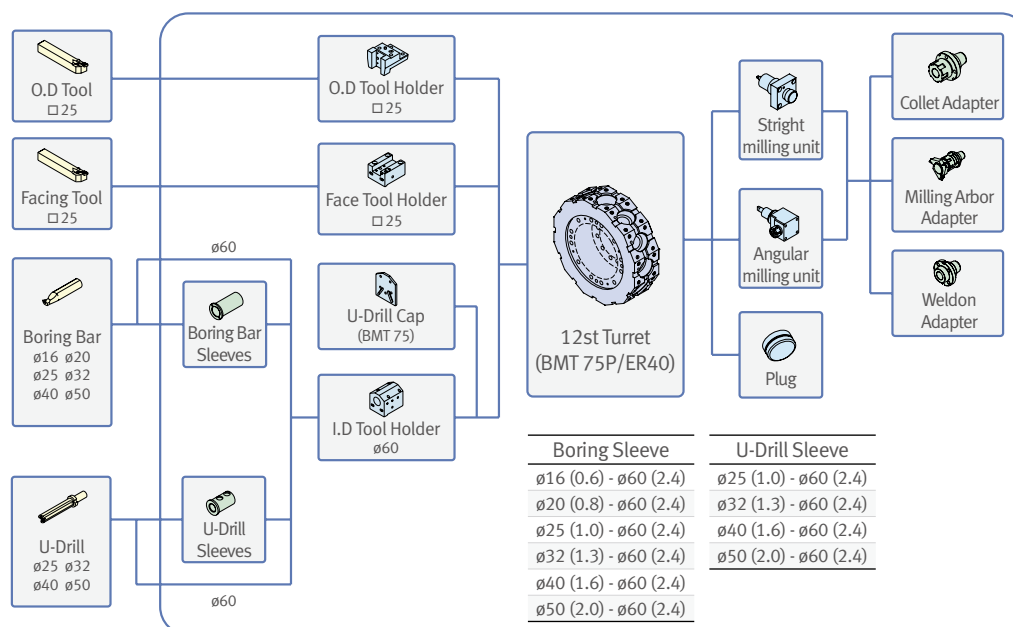 O.D Tool
□ 25
Facing Tool
□ 25
ø60
Boring Bar
ø16 ø20
ø25 ø32
ø40 ø50
Boring Bar
Sleeves
U-Drill
ø25 ø32
ø40 ø50
U-Drill
Sleeves
ø60
O.D Tool Holder
□ 25
Face Tool Holder
□ 25
U-Drill Cap
(BMT 75)
I.D Tool Holder
ø60
12st Turret
(BMT 75P/ER40)
Stright
milling unit
Angular
milling unit
Plug
Collet Adapter
Milling Arbor
Adapter
Weldon
Adapter
Boring Sleeve
ø16 (0.6) - ø60 (2.4)
ø20 (0.8) - ø60 (2.4)
ø25 (1.0) - ø60 (2.4)
ø32 (1.3) - ø60 (2.4)
ø40 (1.6) - ø60 (2.4)
ø50 (2.0) - ø60 (2.4)
U-Drill Sleeve
ø25 (1.0) - ø60 (2.4)
ø32 (1.3) - ø60 (2.4)
ø40 (1.6) - ø60 (2.4)
ø50 (2.0) - ø60 (2.4)